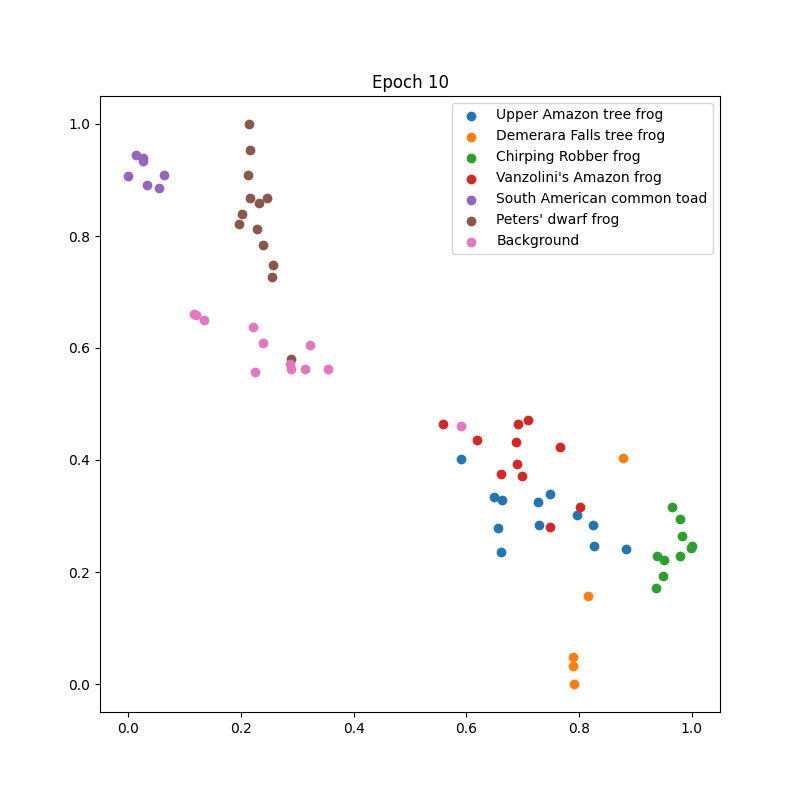 Epoch 10
Upper Amazon tree frog
Demerara Falls tree frog
Chirping Robber frog
Vanzolini's Amazon frog
South American common toad
Peters' dwarf frog
Background
1.0
0.8
0.6
0.4
0.2
0.0
0.0 0.2 0.4 0.6 0.8 1.0